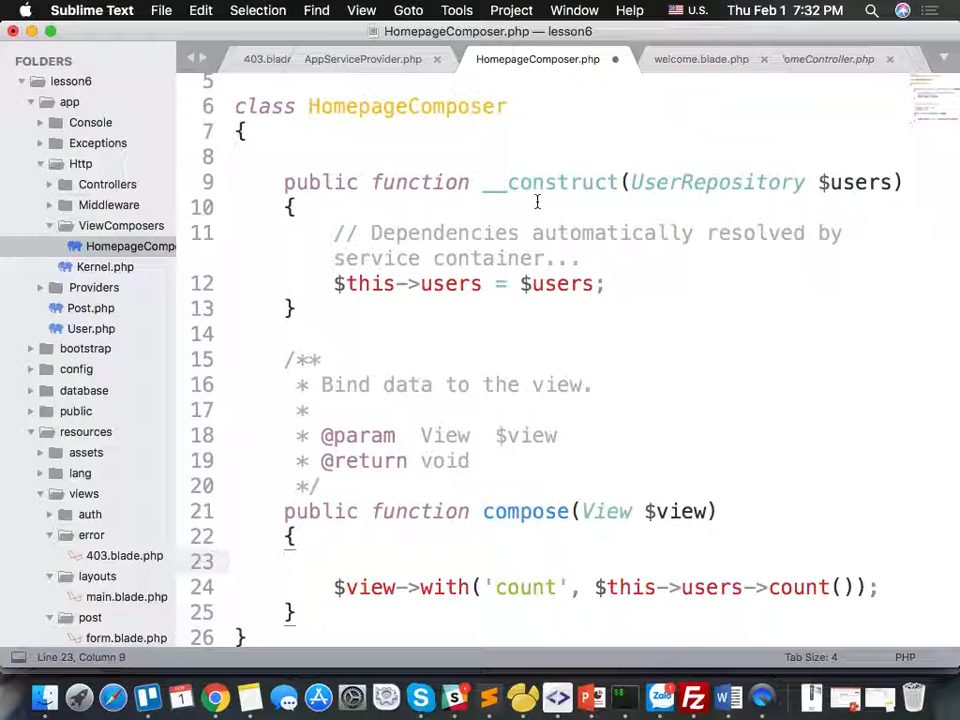 Sublime Text File Edit Selection Find View Goto Tools Project Window Help U.S. Thu Feb 1 7:32 PM
HomepageComposer.php — lesson6
FOLDERS
lesson6
app
Console
Exceptions
Http
Controllers
Middleware
ViewComposers
HomepageComp
Kernel.php
Providers
Post.php
User.php
bootstrap
config
database
public
resources
assets
lang
views
auth
error
403.blade.php
layouts
main.blade.php
post
form.blade.php
403.blade AppServiceProvider.php HomepageComposer.php welcome.blade.php omeController.php
5
6 class HomepageComposer
7 {
8
9 public function __construct(UserRepository $users)
10 {
11 // Dependencies automatically resolved by
service container...
12 $this->users = $users;
13 }
14
15 /**
16 * Bind data to the view.
17 *
18 * @param View $view
19 * @return void
20 */
21 public function compose(View $view)
22 {
23
24 $view->with('count', $this->users->count());
25 }
26 }
Line 23, Column 9 Tab Size: 4 PHP